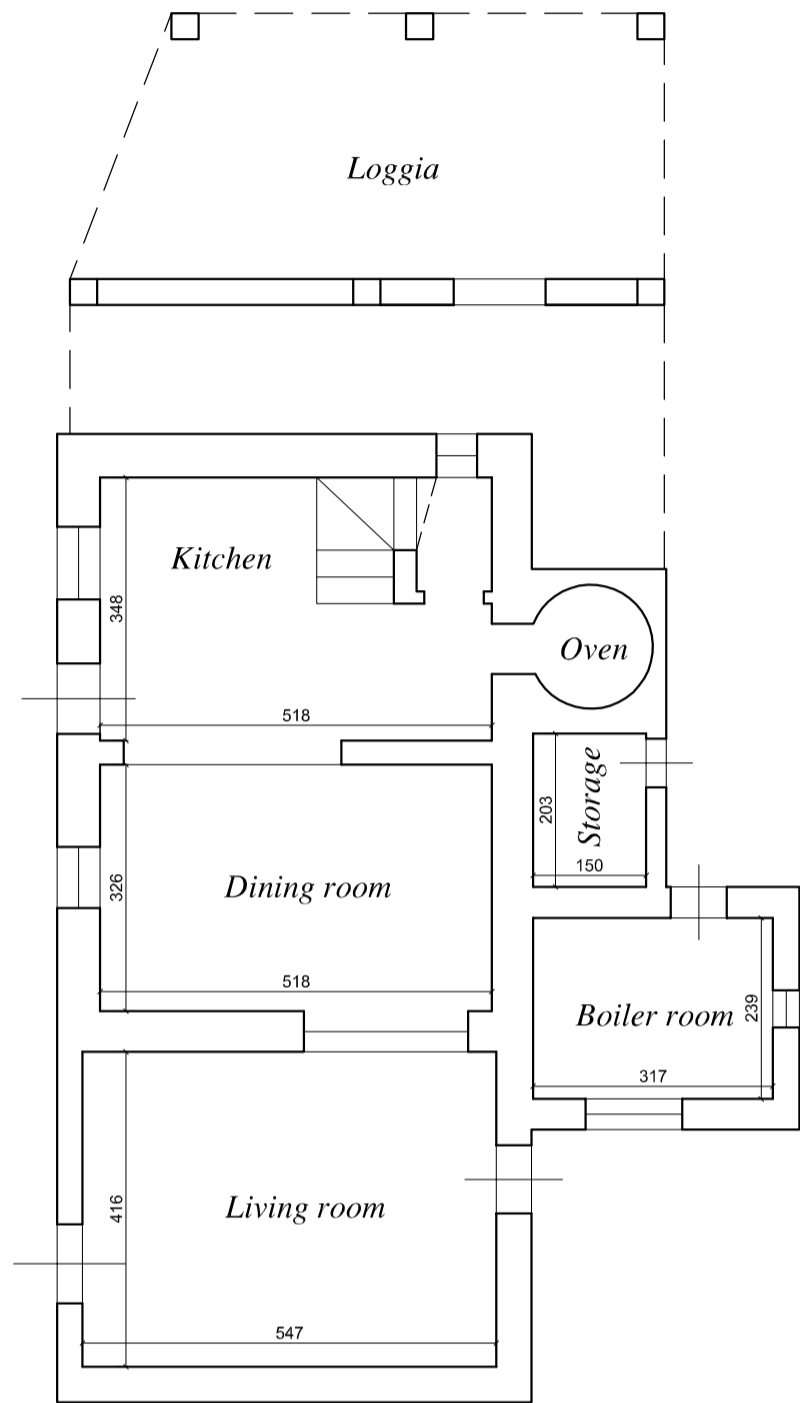 Loggia
Kitchen
348
518
Oven
Storage
203
150
Dining room
326
518
Boiler room
239
317
Living room
416
547